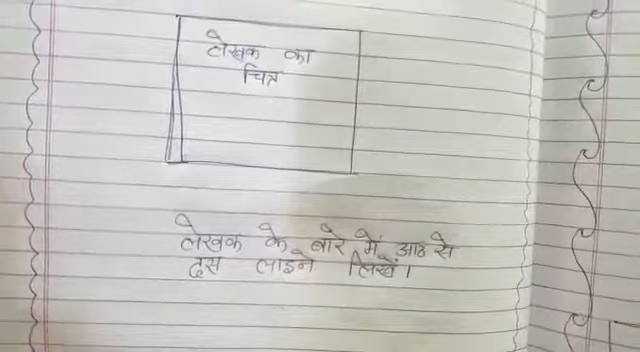 लेखक का
चित्र
लेखक के बारे में आठ से
दस लाइने लिखें।